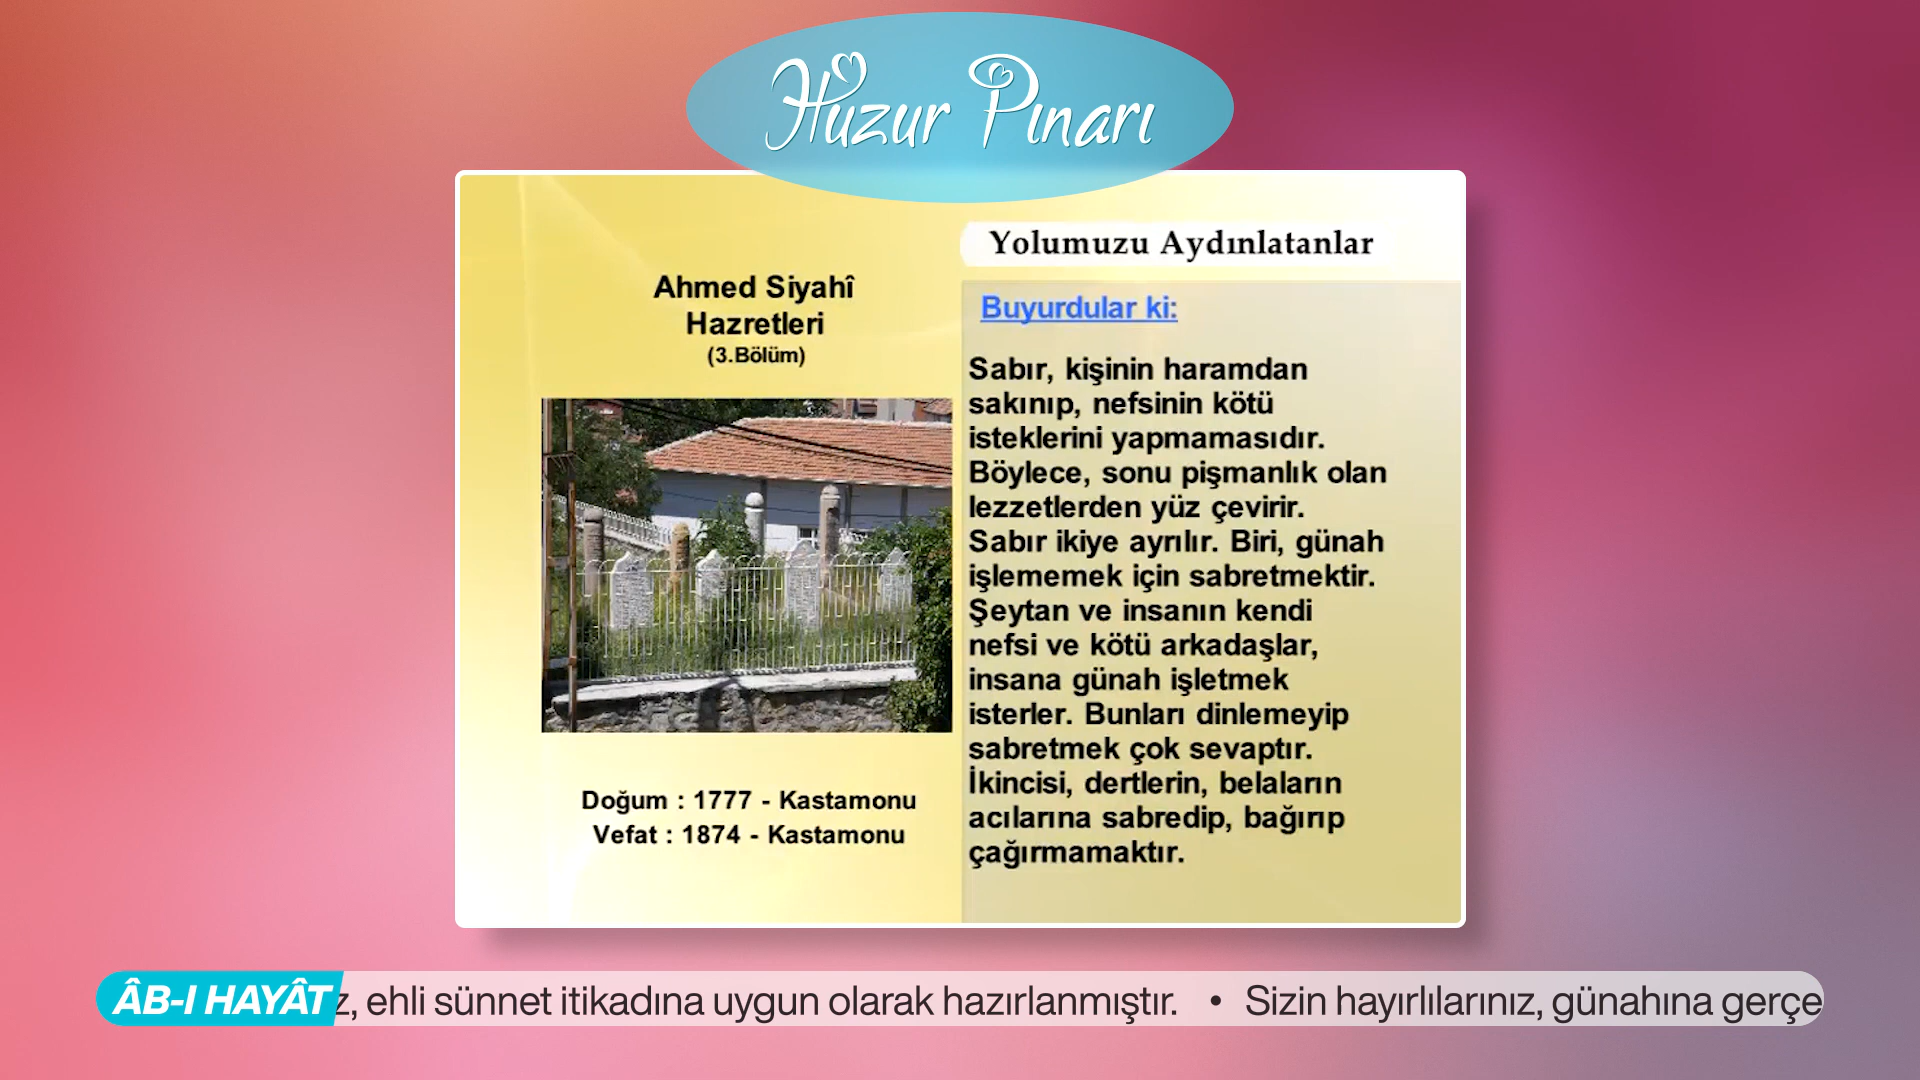 Huzur Pınarı
Yolumuzu Aydınlatanlar
Ahmed Siyahî
Hazretleri
(3.Bölüm)
Doğum : 1777 - Kastamonu
Vefat : 1874 - Kastamonu
Buyurdular ki:
Sabır, kişinin haramdan
sakınıp, nefsinin kötü
isteklerini yapmamasıdır.
Böylece, sonu pişmanlık olan
lezzetlerden yüz çevirir.
Sabır ikiye ayrılır. Biri, günah
işlememek için sabretmektir.
Şeytan ve insanın kendi
nefsi ve kötü arkadaşlar,
insana günah işletmek
isterler. Bunları dinlemeyip
sabretmek çok sevaptır.
İkincisi, dertlerin, belaların
acılarına sabredip, bağırıp
çağırmamaktır.
ÂB-I HAYÂT z, ehli sünnet itikadına uygun olarak hazırlanmıştır. • Sizin hayırlılarınız, günahına gerçe